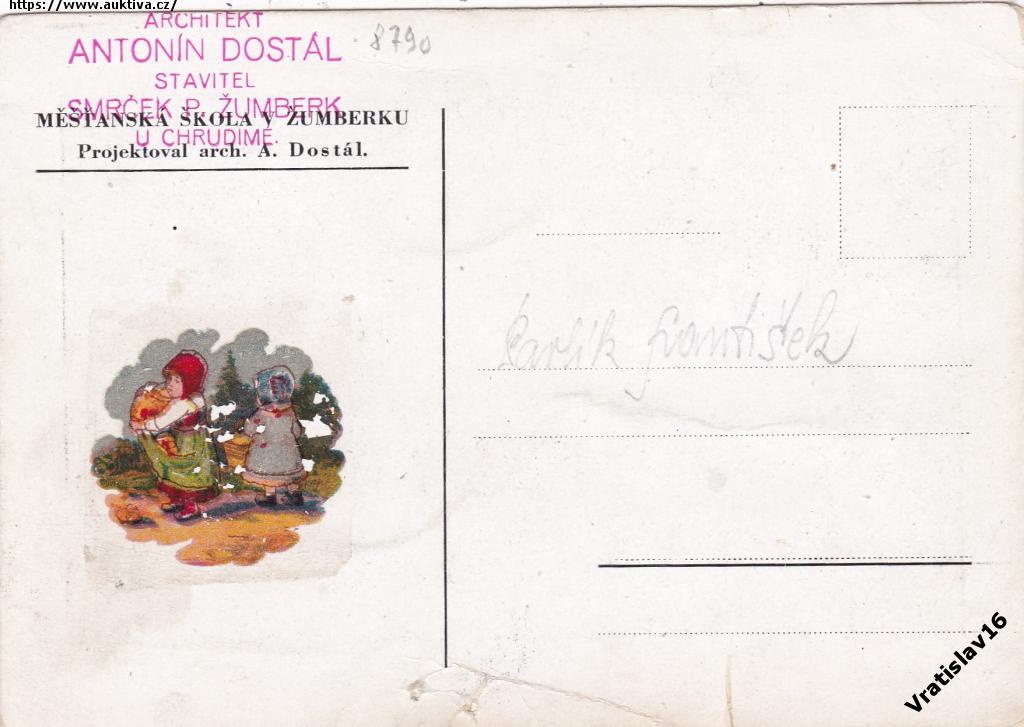 https://www.auktiva.cz/
ARCHITEKT
ANTONÍN DOSTÁL
STAVITEL
SMRČEK P. ŽUMBERK
U CHRUDIMĚ.
8790
MĚŠŤANSKÁ ŠKOLA V ŽUMBERKU
Projektoval arch. A. Dostál.
František
Vratislav16